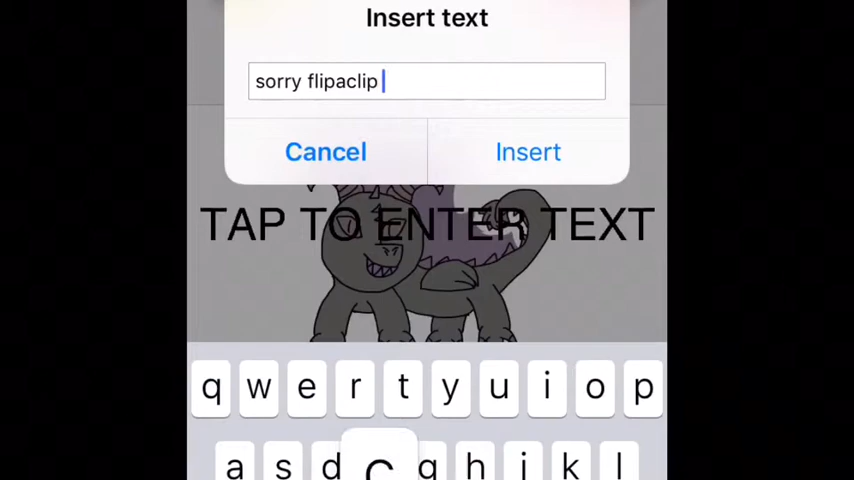 Insert text
sorry flipaclip
Cancel Insert
TAP TO ENTER TEXT
q w e r t y u i o p
a s d c g h j k l